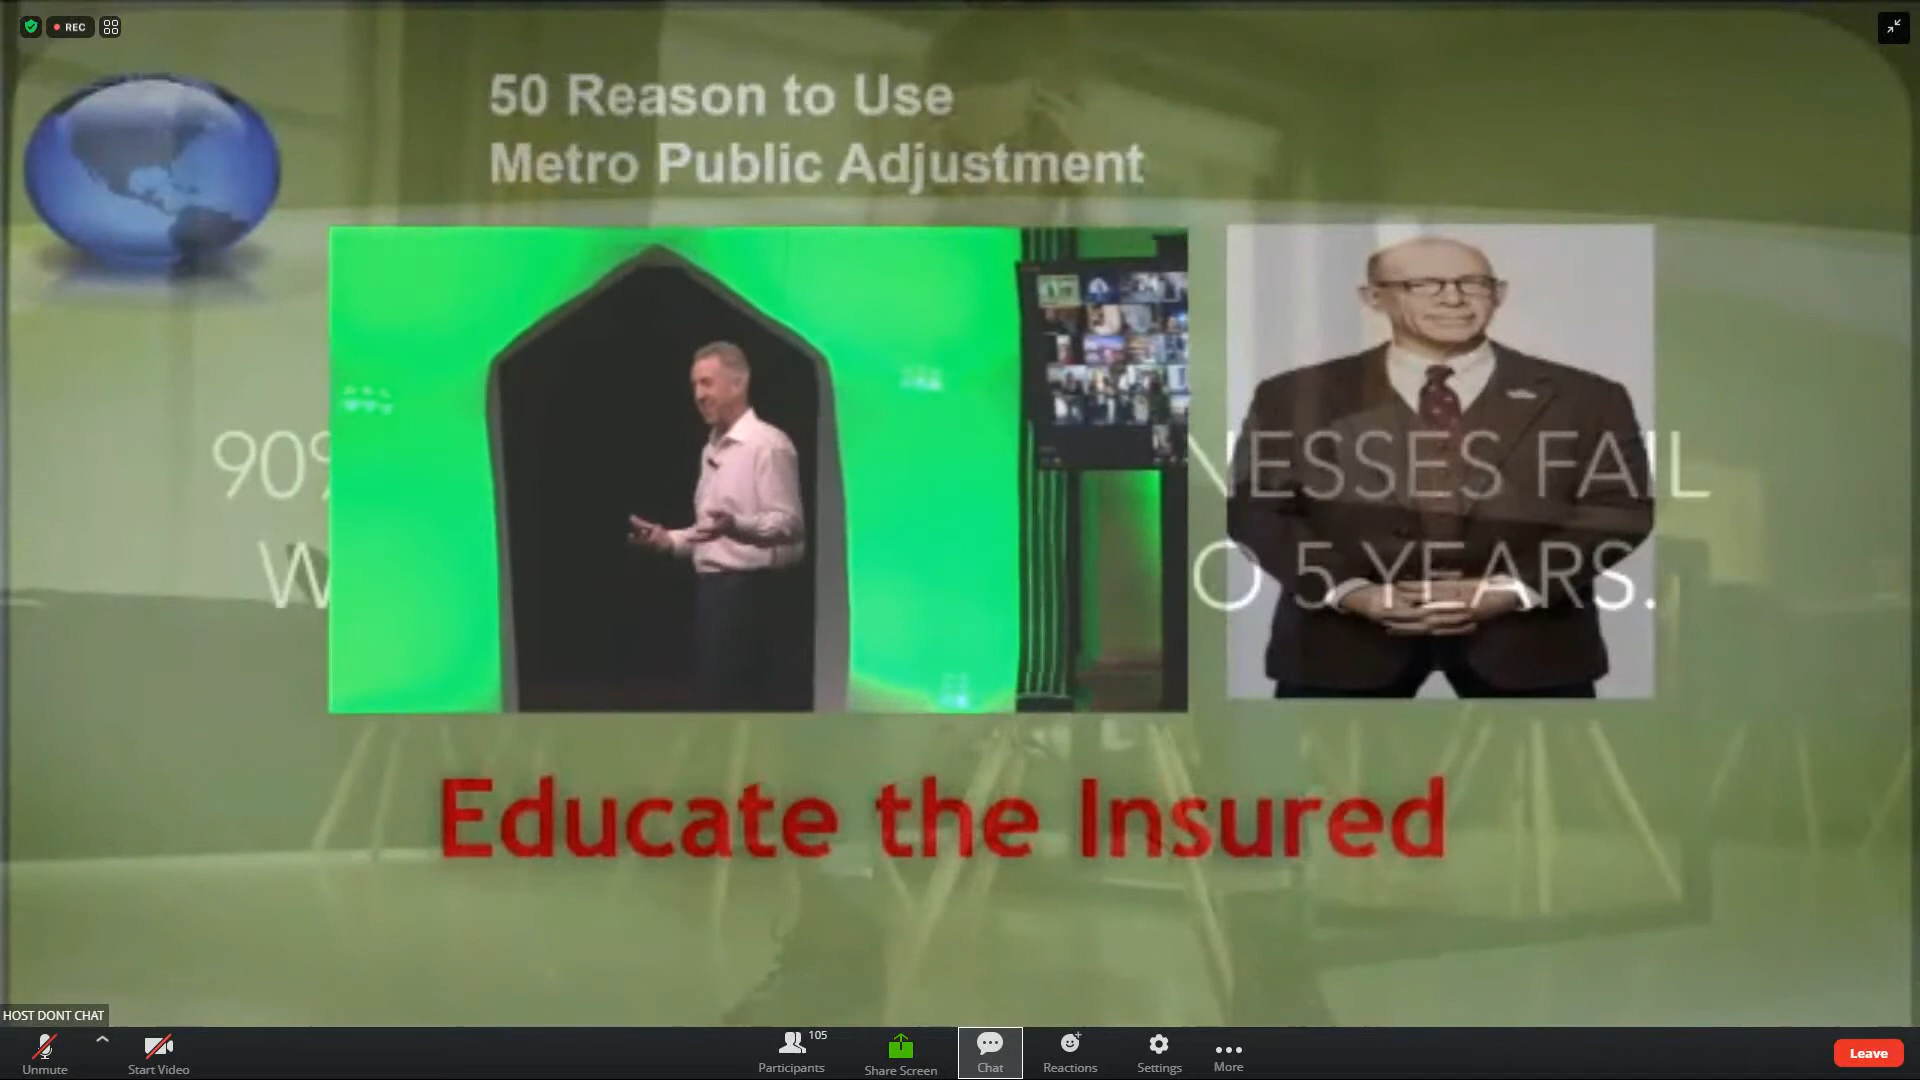 REC
50 Reason to Use
Metro Public Adjustment
90%
NESSES FAIL
W
O 5 YEARS.
Educate the Insured
HOST DONT CHAT
Unmute
Start Video
Participants
105
Share Screen
Chat
Reactions
Settings
More
Leave